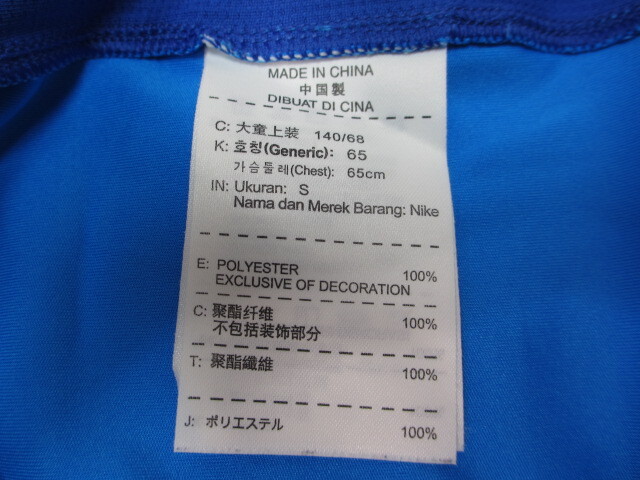 MADE IN CHINA
中国製
DIBUAT DI CINA
C: 大童上装 140/68
K: 호칭(Generic): 65
가슴둘레(Chest): 65cm
IN: Ukuran: S
Nama dan Merek Barang: Nike
E: POLYESTER 100%
EXCLUSIVE OF DECORATION
C: 聚酯纤维 100%
不包括装饰部分
T: 聚酯纖維 100%
J: ポリエステル 100%